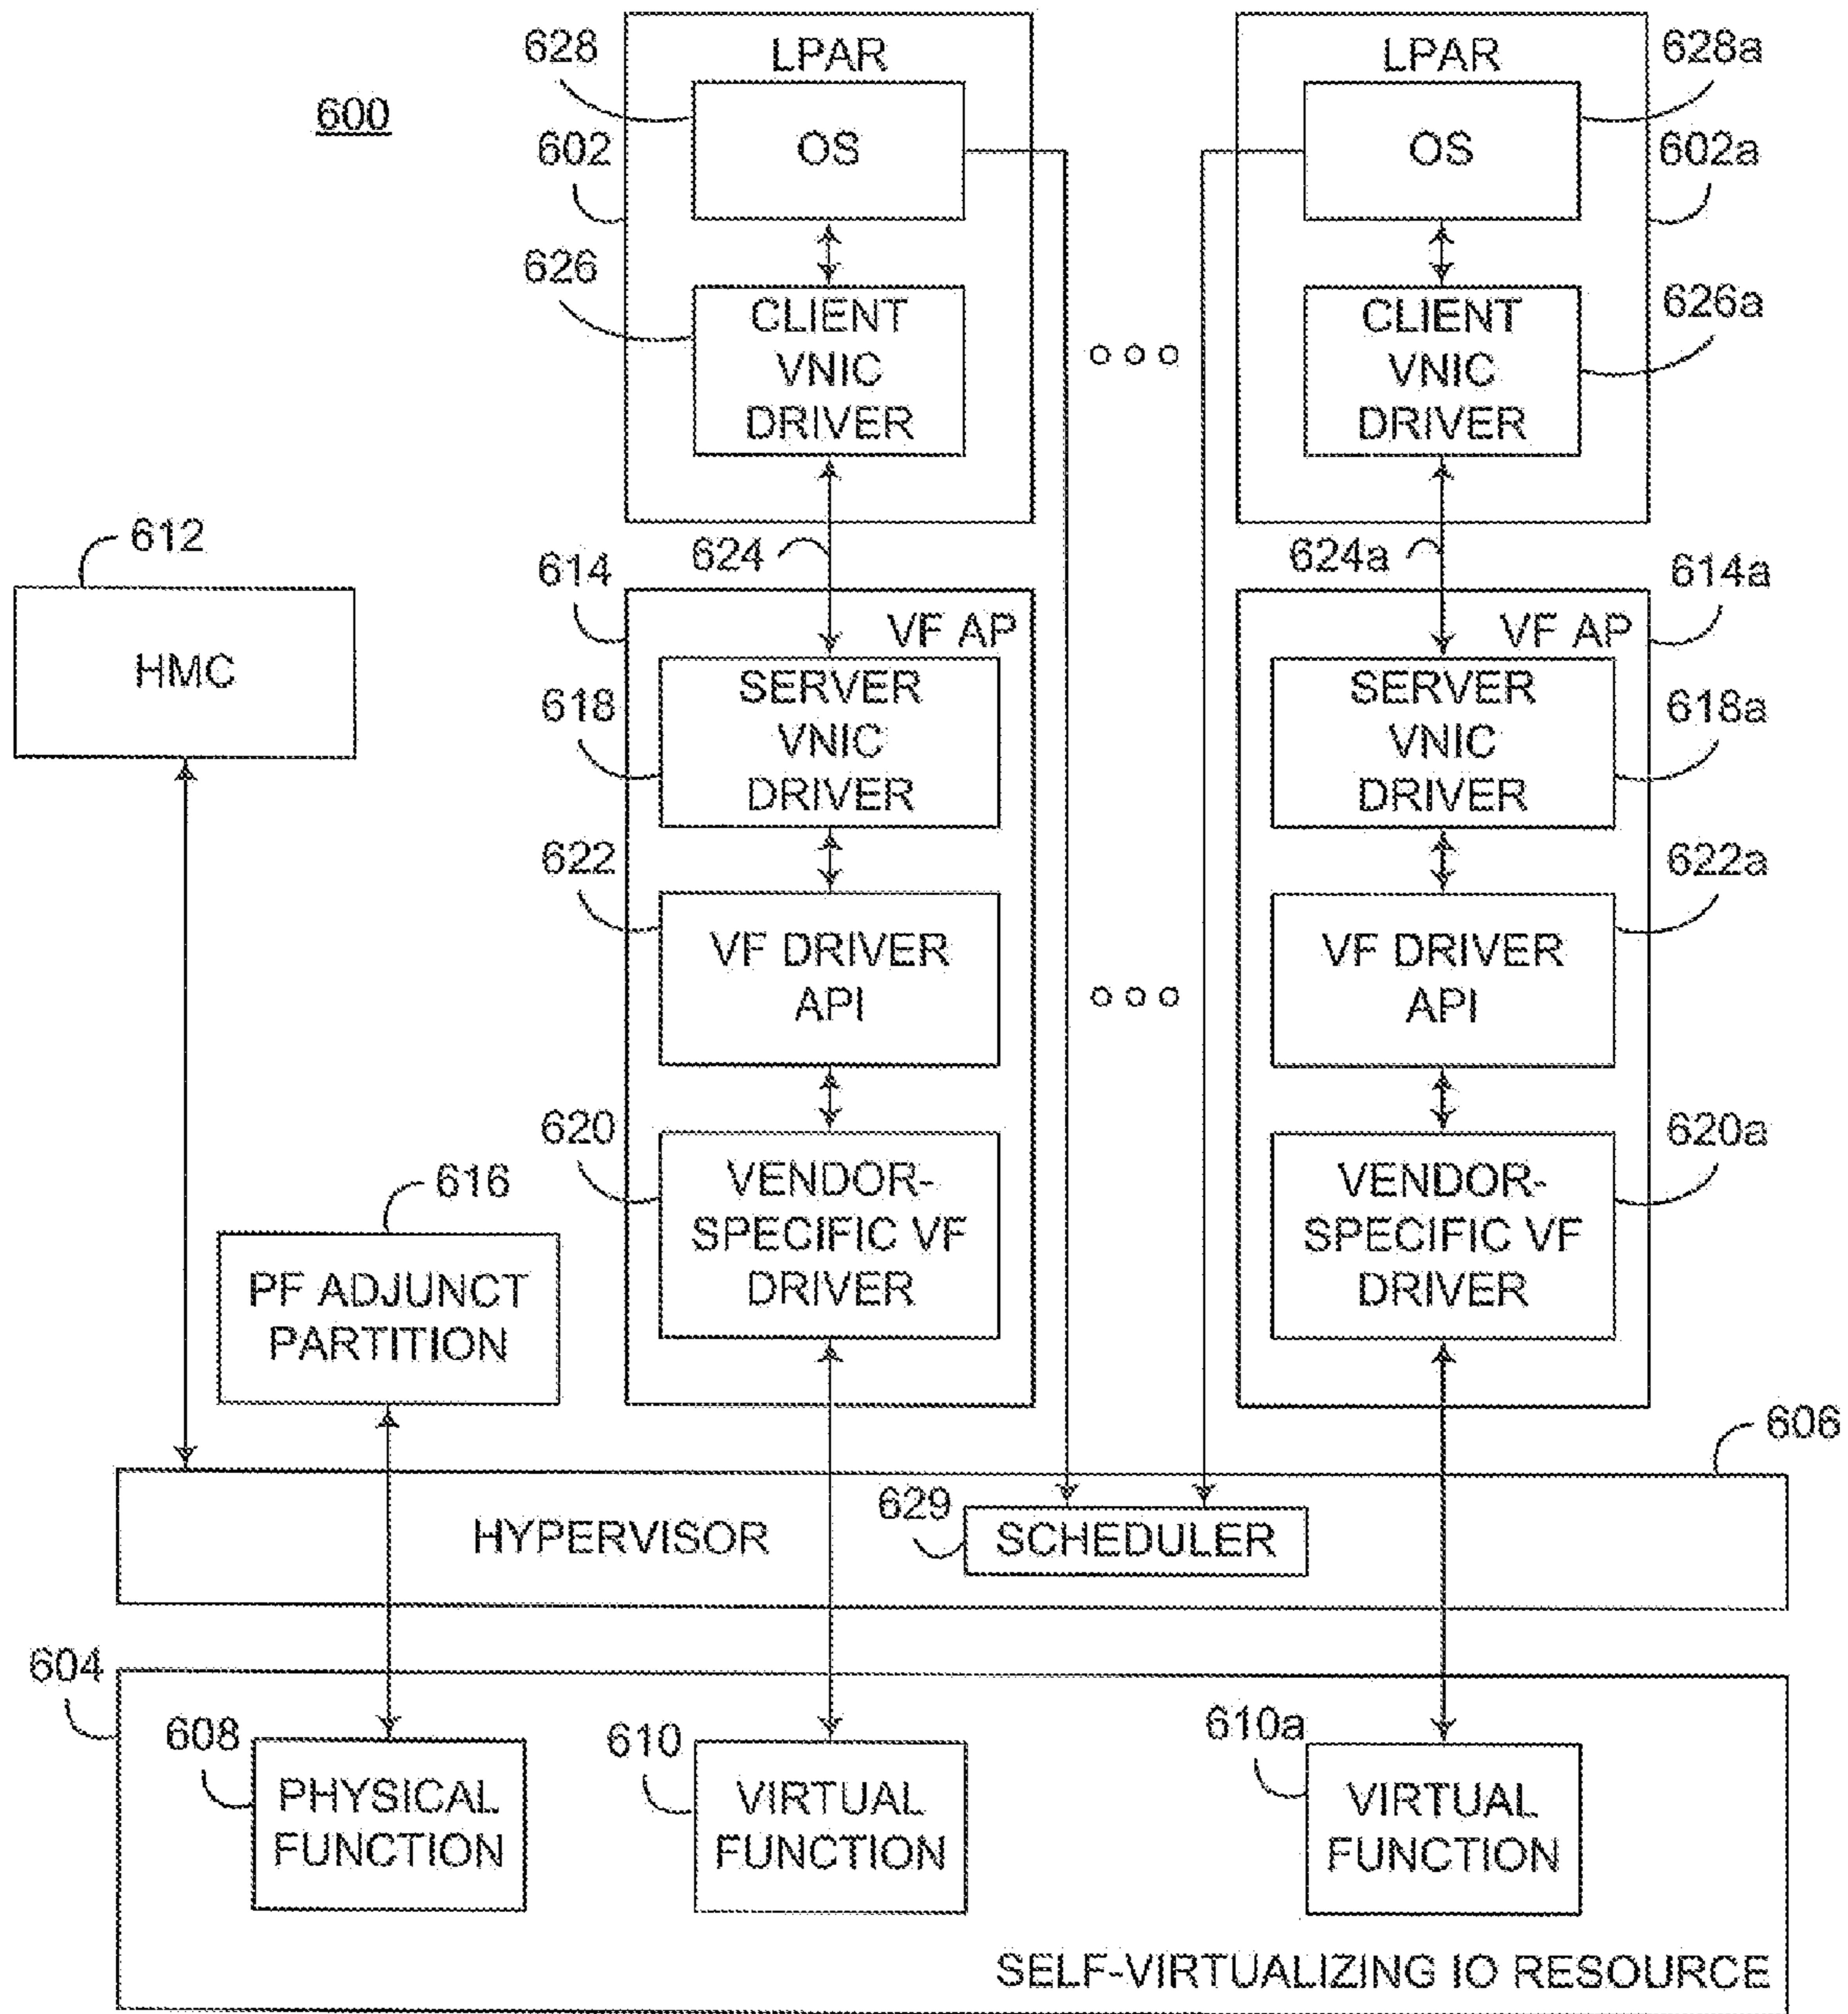 600
628
LPAR
OS
602
626
CLIENT
VNIC
DRIVER
LPAR
628a
OS
602a
CLIENT
VNIC
DRIVER
626a
612
HMC
624
614
VF AP
SERVER
VNIC
DRIVER
618
622
VF DRIVER
API
620
VENDOR-
SPECIFIC VF
DRIVER
624a
614a
VF AP
SERVER
VNIC
DRIVER
618a
622a
VF DRIVER
API
620a
VENDOR-
SPECIFIC VF
DRIVER
616
PF ADJUNCT
PARTITION
606
HYPERVISOR
629
SCHEDULER
604
608
PHYSICAL
FUNCTION
610
VIRTUAL
FUNCTION
610a
VIRTUAL
FUNCTION
SELF-VIRTUALIZING IO RESOURCE